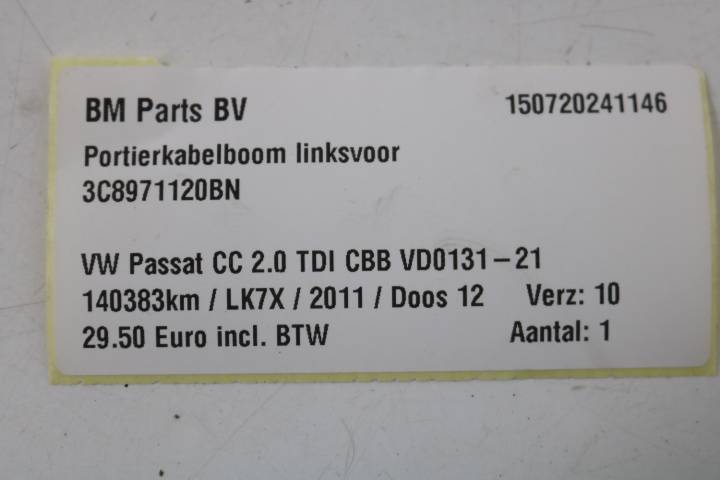 BM Parts BV 150720241146
Portierkabelboom linksvoor
3C8971120BN
VW Passat CC 2.0 TDI CBB VD0131-21
140383km / LK7X / 2011 / Doos 12 Verz: 10
29.50 Euro incl. BTW Aantal: 1